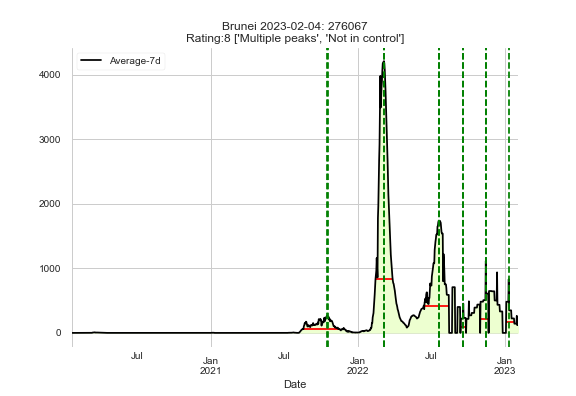 Brunei 2023-02-04: 276067
Rating:8 ['Multiple peaks', 'Not in control']
Average-7d
4000
3000
2000
1000
0
Jul
Jan
2021
Jul
Jan
2022
Jul
Jan
2023
Date